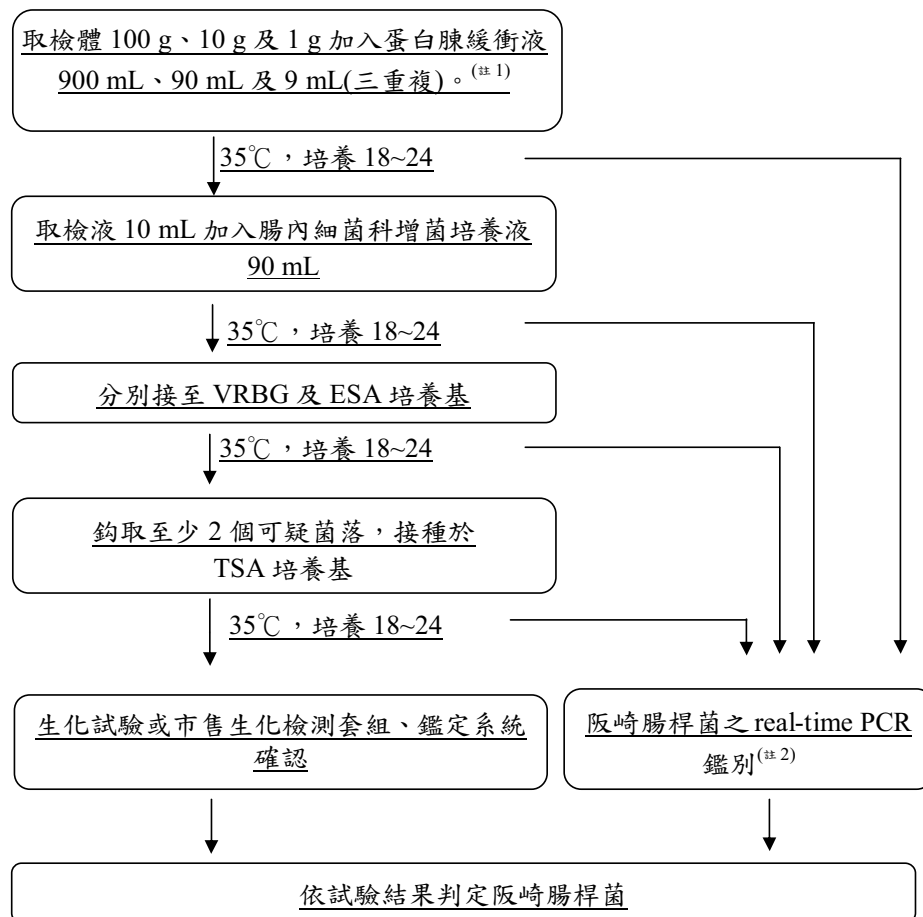 取檢體 100 g、10 g 及 1 g 加入蛋白腖緩衝液
900 mL、90 mL 及 9 mL(三重複)。(註 1)
35℃，培養 18~24
取檢液 10 mL 加入腸內細菌科增菌培養液
90 mL
35℃，培養 18~24
分別接至 VRBG 及 ESA 培養基
35℃，培養 18~24
鈎取至少 2 個可疑菌落，接種於
TSA 培養基
35℃，培養 18~24
生化試驗或市售生化檢測套組、鑑定系統
確認
阪崎腸桿菌之 real-time PCR
鑑別(註 2)
依試驗結果判定阪崎腸桿菌